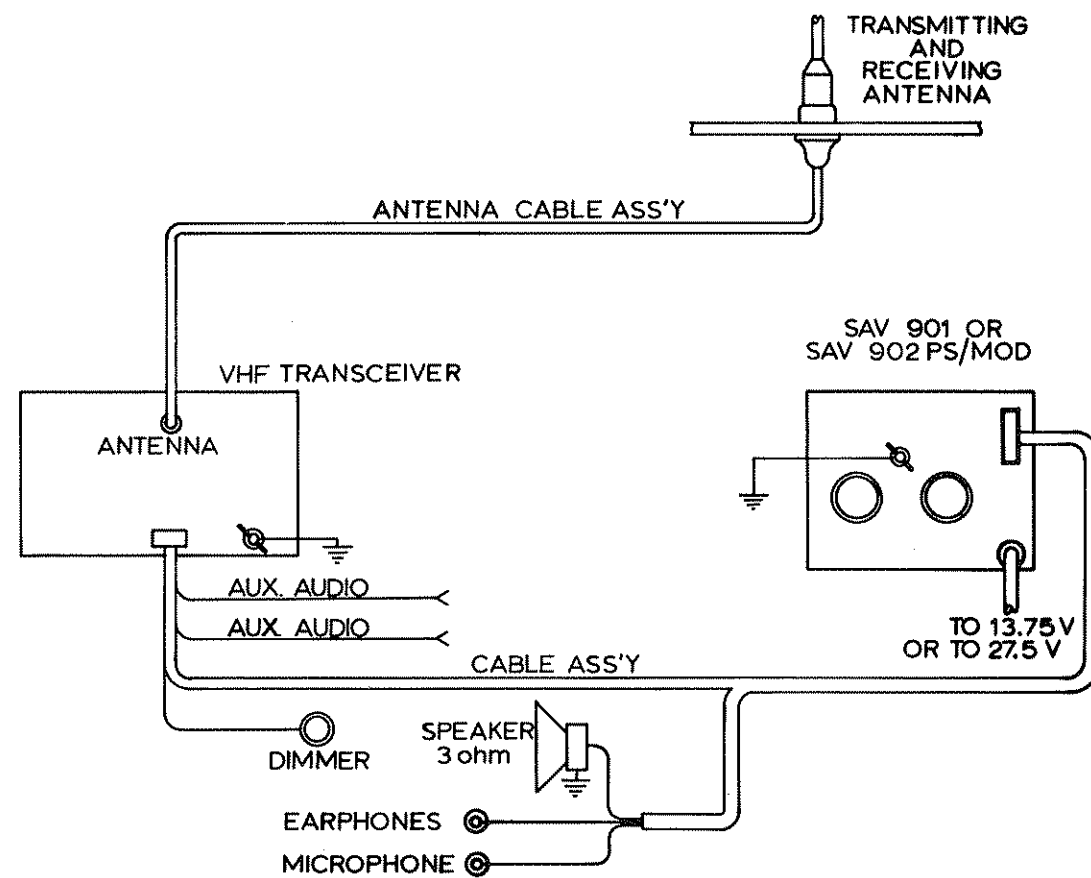 TRANSMITTING
AND
RECEIVING
ANTENNA
ANTENNA CABLE ASS'Y
SAV 901 OR
SAV 902 PS/MOD
VHF TRANSCEIVER
ANTENNA
AUX. AUDIO
AUX. AUDIO
TO 13.75 V
OR TO 27.5 V
CABLE ASS'Y
SPEAKER
3 ohm
DIMMER
EARPHONES
MICROPHONE